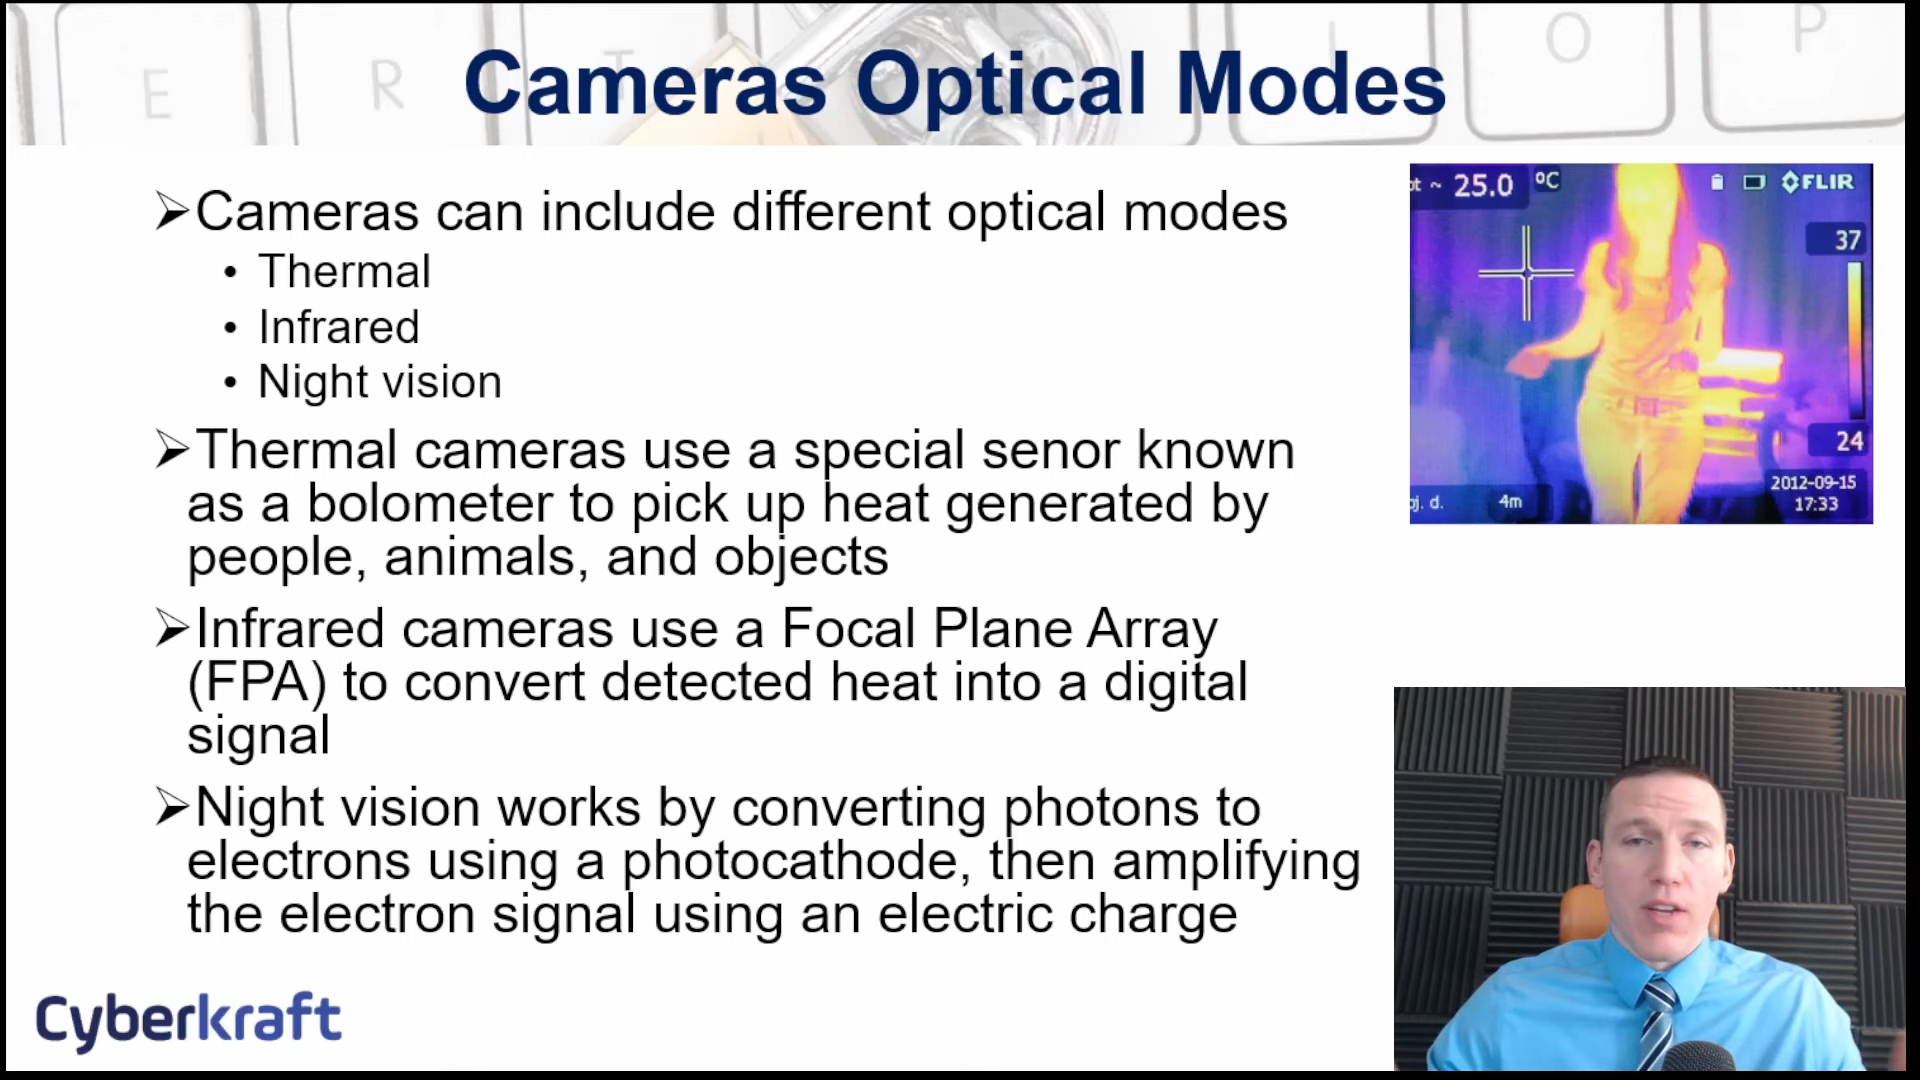 E R T I O P
Cameras Optical Modes
➢Cameras can include different optical modes
• Thermal
• Infrared
• Night vision
➢Thermal cameras use a special senor known
as a bolometer to pick up heat generated by
people, animals, and objects
➢Infrared cameras use a Focal Plane Array
(FPA) to convert detected heat into a digital
signal
➢Night vision works by converting photons to
electrons using a photocathode, then amplifying
the electron signal using an electric charge
~ 25.0 °C
FLIR
37
24
2012-09-15
17:33
j. d. 4m
Cyberkraft